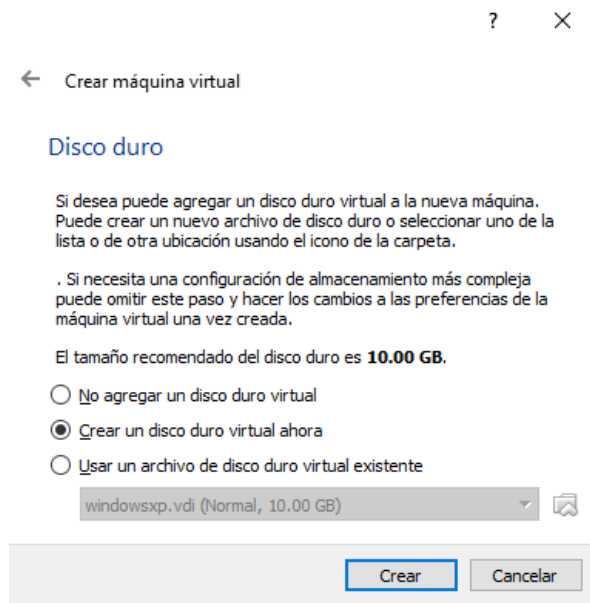 ?
Crear máquina virtual
Disco duro
Si desea puede agregar un disco duro virtual a la nueva máquina.
Puede crear un nuevo archivo de disco duro o seleccionar uno de la
lista o de otra ubicación usando el icono de la carpeta.
. Si necesita una configuración de almacenamiento más compleja
puede omitir este paso y hacer los cambios a las preferencias de la
máquina virtual una vez creada.
El tamaño recomendado del disco duro es 10.00 GB.
No agregar un disco duro virtual
Crear un disco duro virtual ahora
Usar un archivo de disco duro virtual existente
windowsxp.vdi (Normal, 10.00 GB)
Crear Cancelar